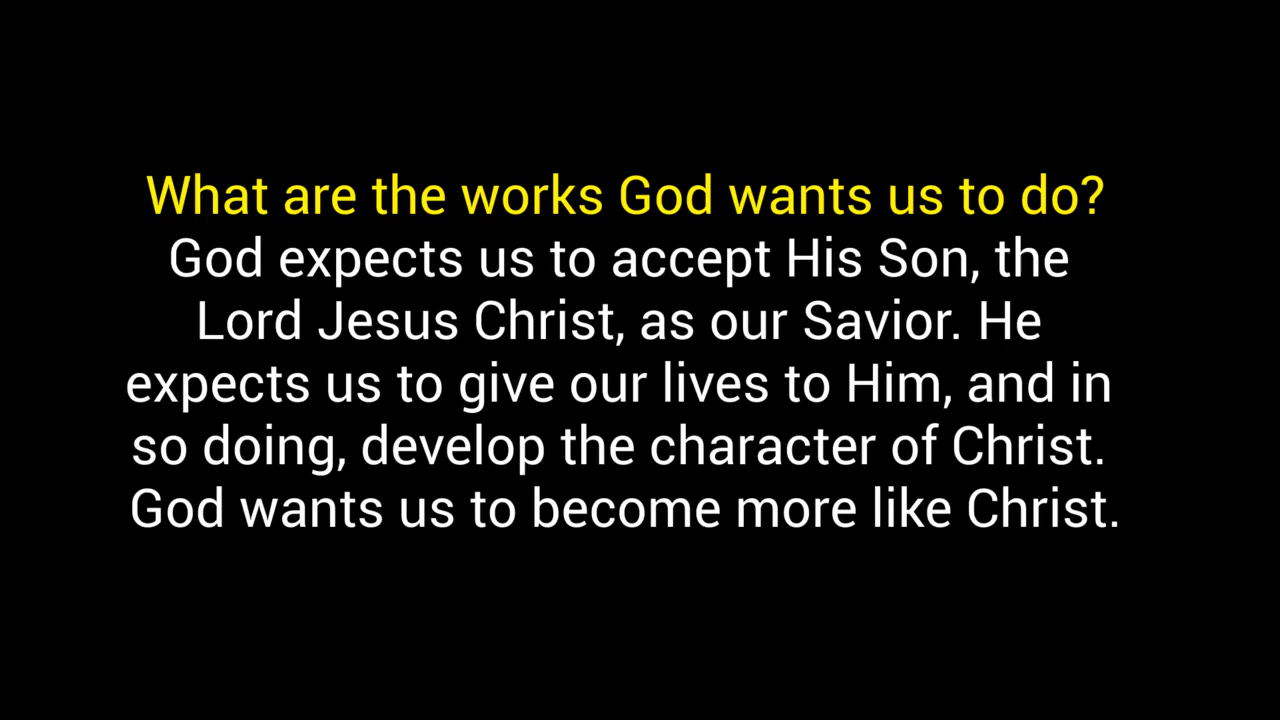 What are the works God wants us to do?
God expects us to accept His Son, the
Lord Jesus Christ, as our Savior. He
expects us to give our lives to Him, and in
so doing, develop the character of Christ.
God wants us to become more like Christ.